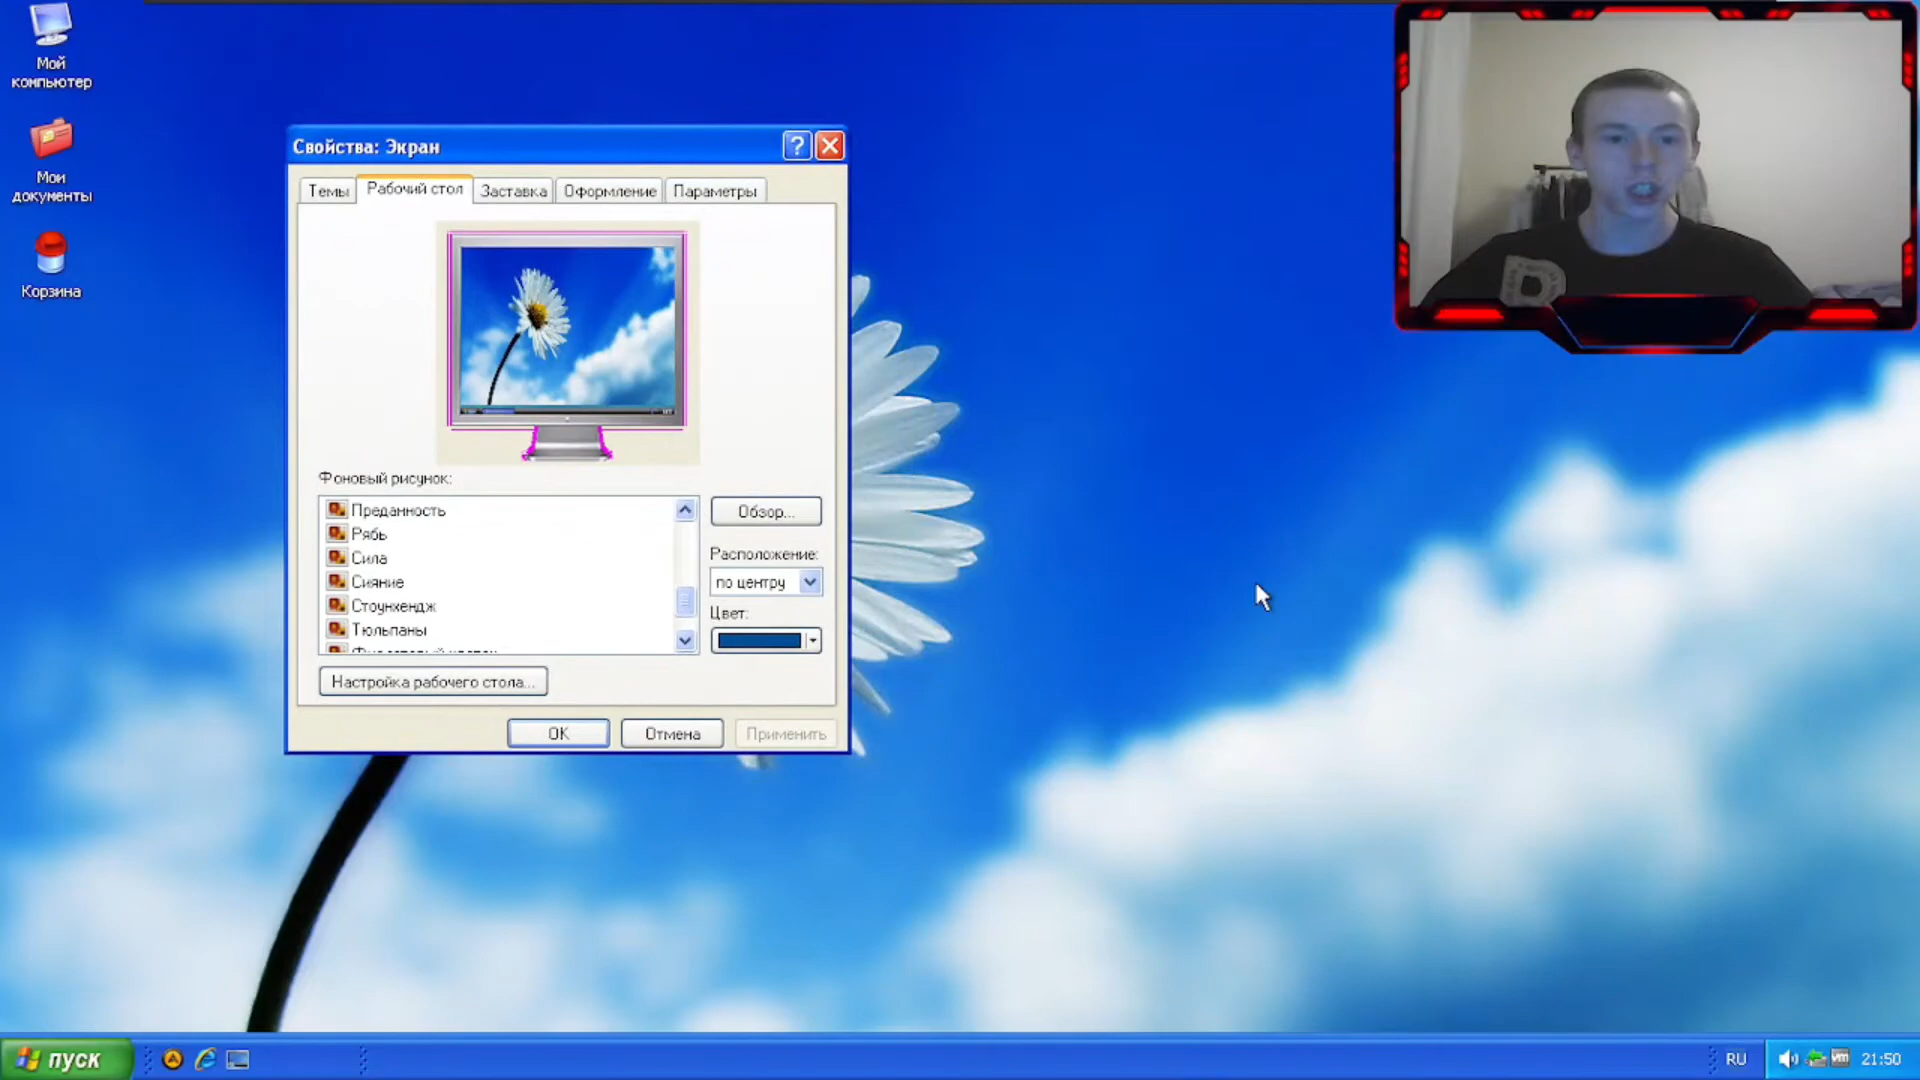 Мой
компьютер
Мои
документы
Корзина
Свойства: Экран
Темы
Рабочий стол
Заставка
Оформление
Параметры
Фоновый рисунок:
Преданность
Рябь
Сила
Сияние
Стоунхендж
Тюльпаны
Обзор...
Расположение:
по центру
Цвет:
Настройка рабочего стола...
ОК
Отмена
Применить
D
пуск
RU
vm
21:50